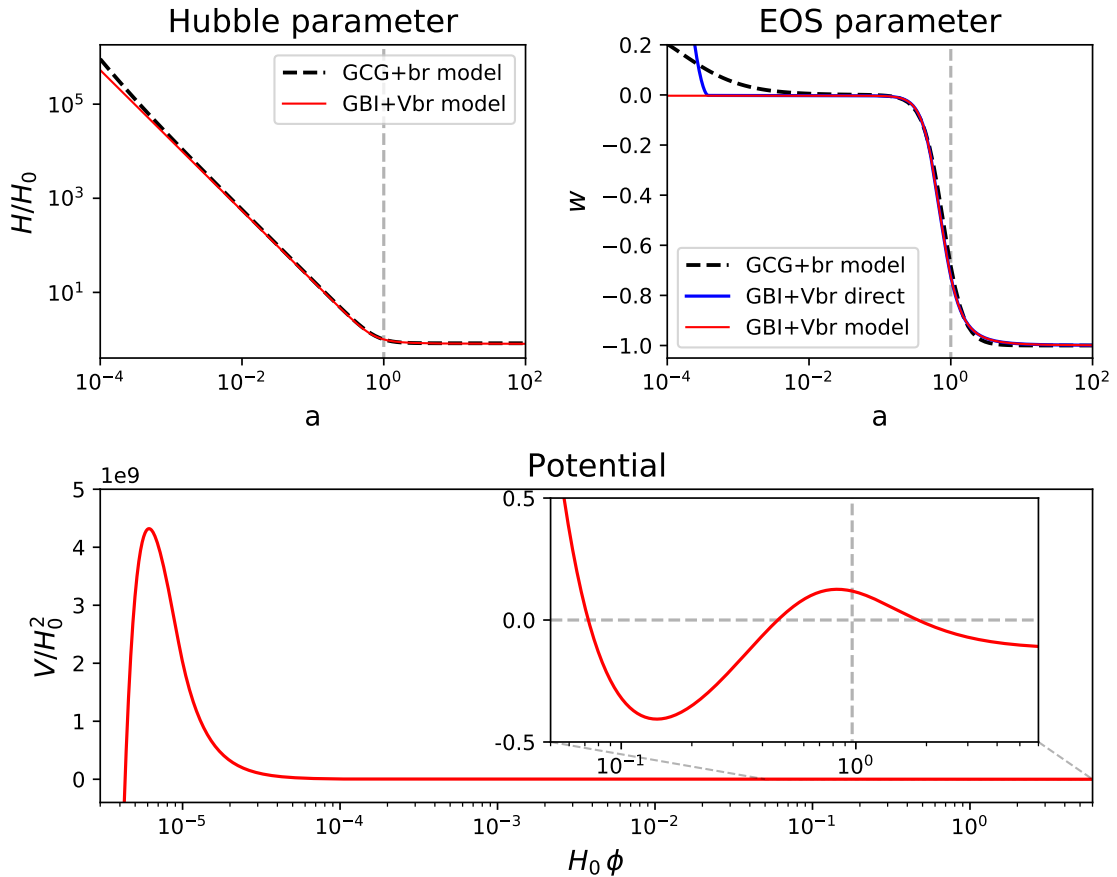 Hubble parameter
GCG+br model
GBI+Vbr model
10^5
10^3
10^1
H/H_0
10^-4
10^-2
10^0
10^2
a
EOS parameter
0.2
0.0
−0.2
−0.4
−0.6
−0.8
−1.0
w
GCG+br model
GBI+Vbr direct
GBI+Vbr model
10^-4
10^-2
10^0
10^2
a
Potential
1e9
5
4
3
2
1
0
V/H_0^2
0.5
0.0
-0.5
10^-1
10^0
10^-5
10^-4
10^-3
10^-2
10^-1
10^0
H_0 ϕ